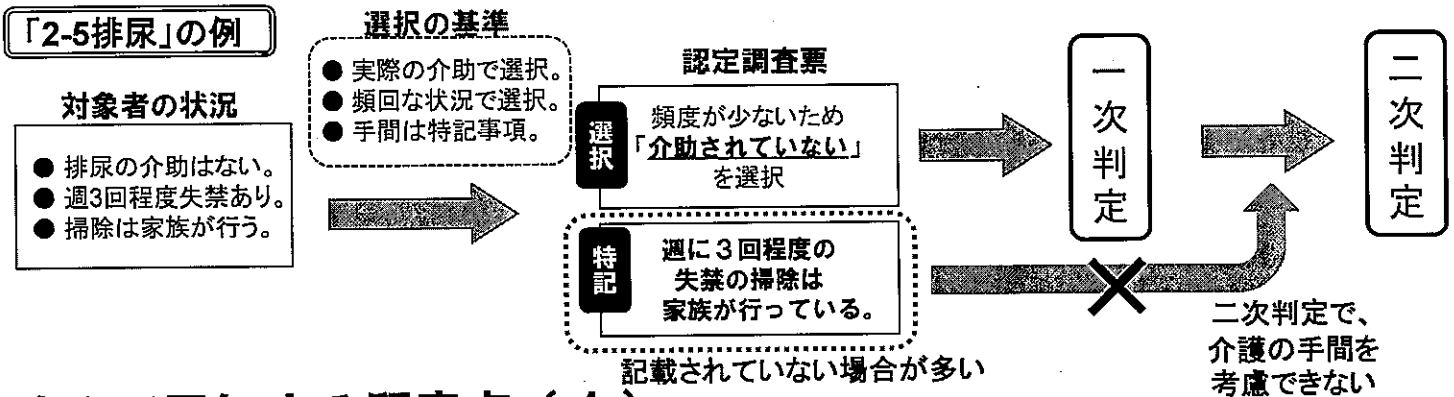 「2-5排尿」の例
対象者の状況
● 排尿の介助はない。
● 週3回程度失禁あり。
● 掃除は家族が行う。
選択の基準
● 実際の介助で選択。
● 頻回な状況で選択。
● 手間は特記事項。
認定調査票
選択
頻度が少ないため
「介助されていない」
を選択
特記
週に3回程度の
失禁の掃除は
家族が行っている。
記載されていない場合が多い
一次判定
二次判定
二次判定で、
介護の手間を
考慮できない